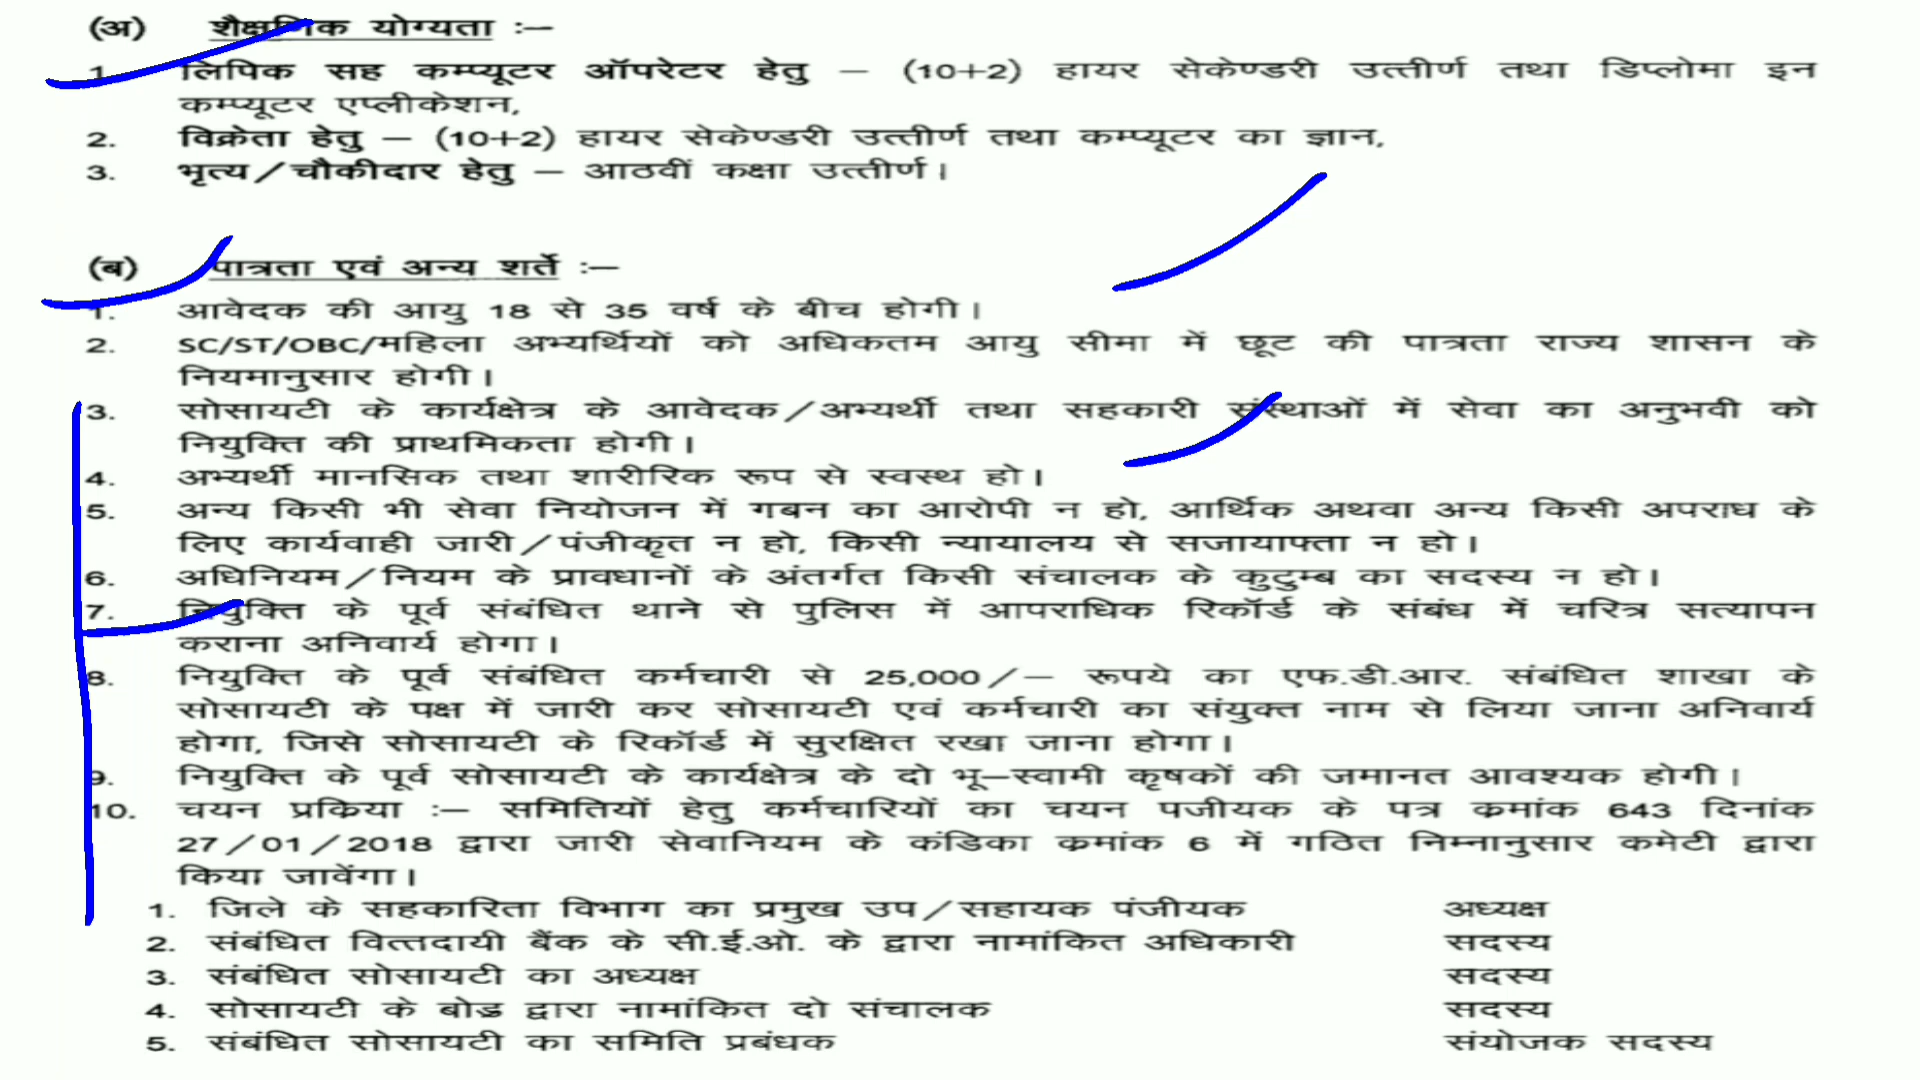 (अ) शैक्षणिक योग्यता :–
1. लिपिक सह कम्प्यूटर ऑपरेटर हेतु – (10+2) हायर सेकेण्डरी उत्तीर्ण तथा डिप्लोमा इन
कम्प्यूटर एप्लीकेशन,
2. विक्रेता हेतु – (10+2) हायर सेकेण्डरी उत्तीर्ण तथा कम्प्यूटर का ज्ञान,
3. भृत्य/चौकीदार हेतु – आठवीं कक्षा उत्तीर्ण।
(ब) पात्रता एवं अन्य शर्ते :–
1. आवेदक की आयु 18 से 35 वर्ष के बीच होगी।
2. SC/ST/OBC/महिला अभ्यर्थियों को अधिकतम आयु सीमा में छूट की पात्रता राज्य शासन के
नियमानुसार होगी।
3. सोसायटी के कार्यक्षेत्र के आवेदक/अभ्यर्थी तथा सहकारी संस्थाओं में सेवा का अनुभवी को
नियुक्ति की प्राथमिकता होगी।
4. अभ्यर्थी मानसिक तथा शारीरिक रूप से स्वस्थ हो।
5. अन्य किसी भी सेवा नियोजन में गबन का आरोपी न हो, आर्थिक अथवा अन्य किसी अपराध के
लिए कार्यवाही जारी/पंजीकृत न हो, किसी न्यायालय से सजायाफ्ता न हो।
6. अधिनियम/नियम के प्रावधानों के अंतर्गत किसी संचालक के कुटुम्ब का सदस्य न हो।
7. नियुक्ति के पूर्व संबंधित थाने से पुलिस में आपराधिक रिकॉर्ड के संबंध में चरित्र सत्यापन
कराना अनिवार्य होगा।
8. नियुक्ति के पूर्व संबंधित कर्मचारी से 25,000/– रूपये का एफ.डी.आर. संबंधित शाखा के
सोसायटी के पक्ष में जारी कर सोसायटी एवं कर्मचारी का संयुक्त नाम से लिया जाना अनिवार्य
होगा, जिसे सोसायटी के रिकॉर्ड में सुरक्षित रखा जाना होगा।
9. नियुक्ति के पूर्व सोसायटी के कार्यक्षेत्र के दो भू–स्वामी कृषकों की जमानत आवश्यक होगी।
10. चयन प्रकिया :– समितियों हेतु कर्मचारियों का चयन पजीयक के पत्र कमांक 643 दिनांक
27/01/2018 द्वारा जारी सेवानियम के कंडिका कमांक 6 में गठित निम्नानुसार कमेटी द्वारा
किया जावेंगा।
1. जिले के सहकारिता विभाग का प्रमुख उप/सहायक पंजीयक अध्यक्ष
2. संबंधित वित्तदायी बैंक के सी.ई.ओ. के द्वारा नामांकित अधिकारी सदस्य
3. संबंधित सोसायटी का अध्यक्ष सदस्य
4. सोसायटी के बोड द्वारा नामांकित दो संचालक सदस्य
5. संबंधित सोसायटी का समिति प्रबंधक संयोजक सदस्य